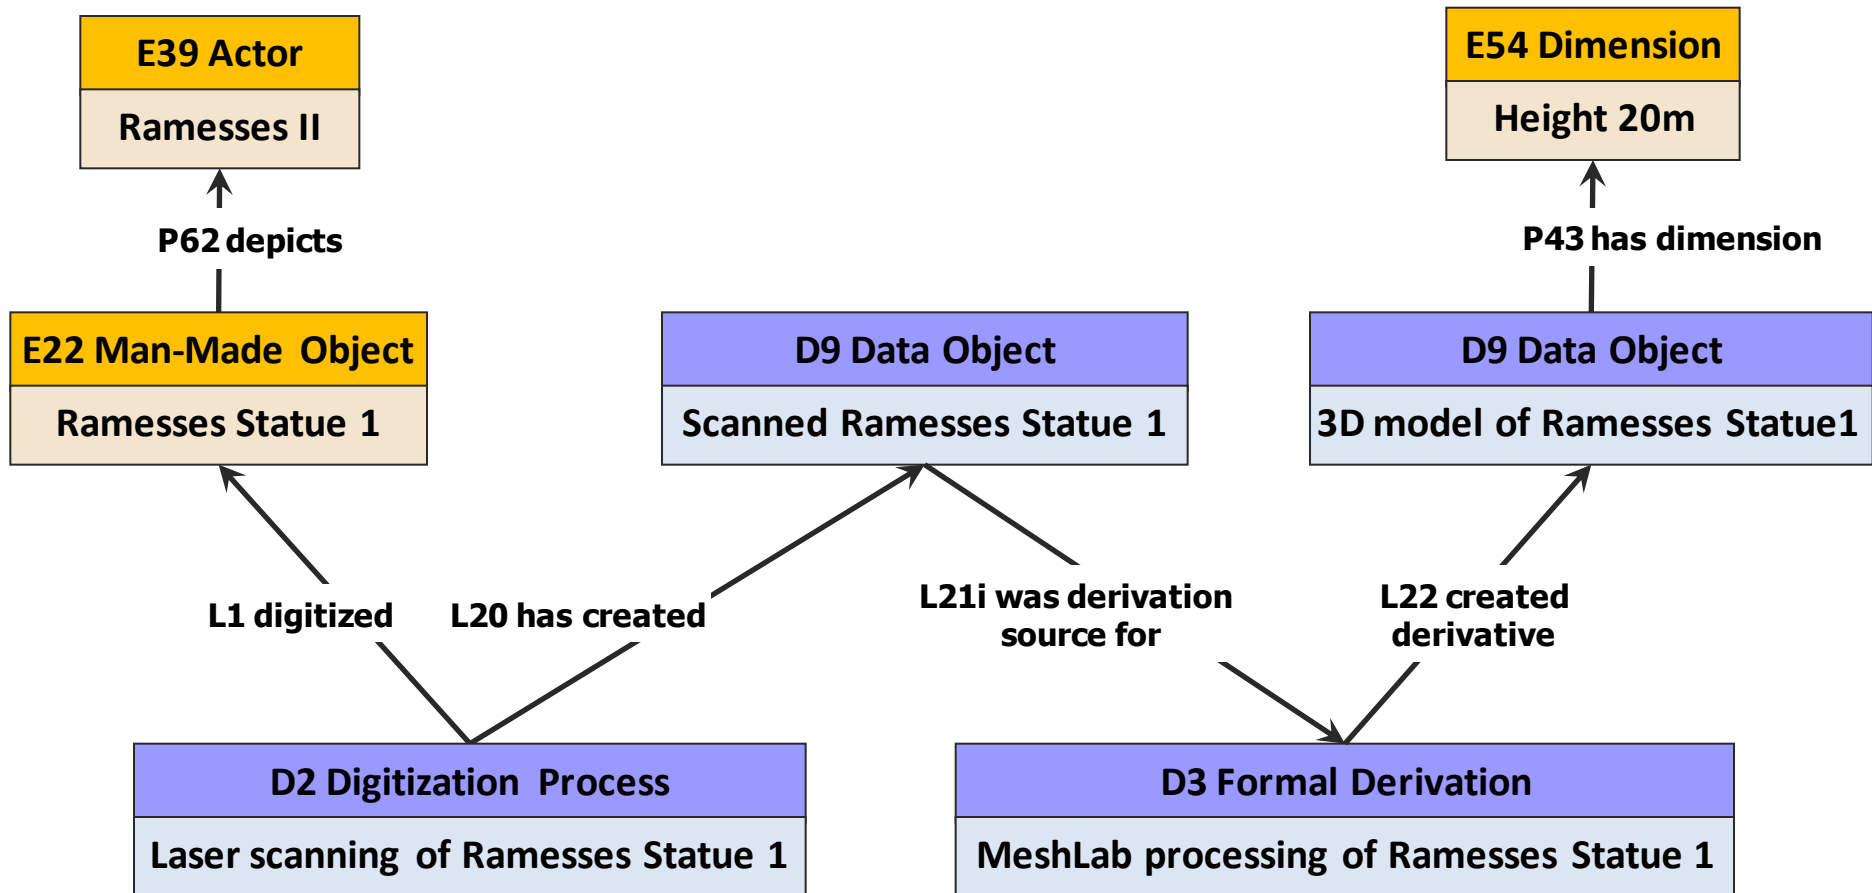 E39 Actor
Ramesses II
E54 Dimension
Height 20m
P62 depicts
P43 has dimension
E22 Man-Made Object
Ramesses Statue 1
D9 Data Object
Scanned Ramesses Statue 1
D9 Data Object
3D model of Ramesses Statue1
L1 digitized
L20 has created
L21i was derivation
source for
L22 created
derivative
D2 Digitization Process
Laser scanning of Ramesses Statue 1
D3 Formal Derivation
MeshLab processing of Ramesses Statue 1